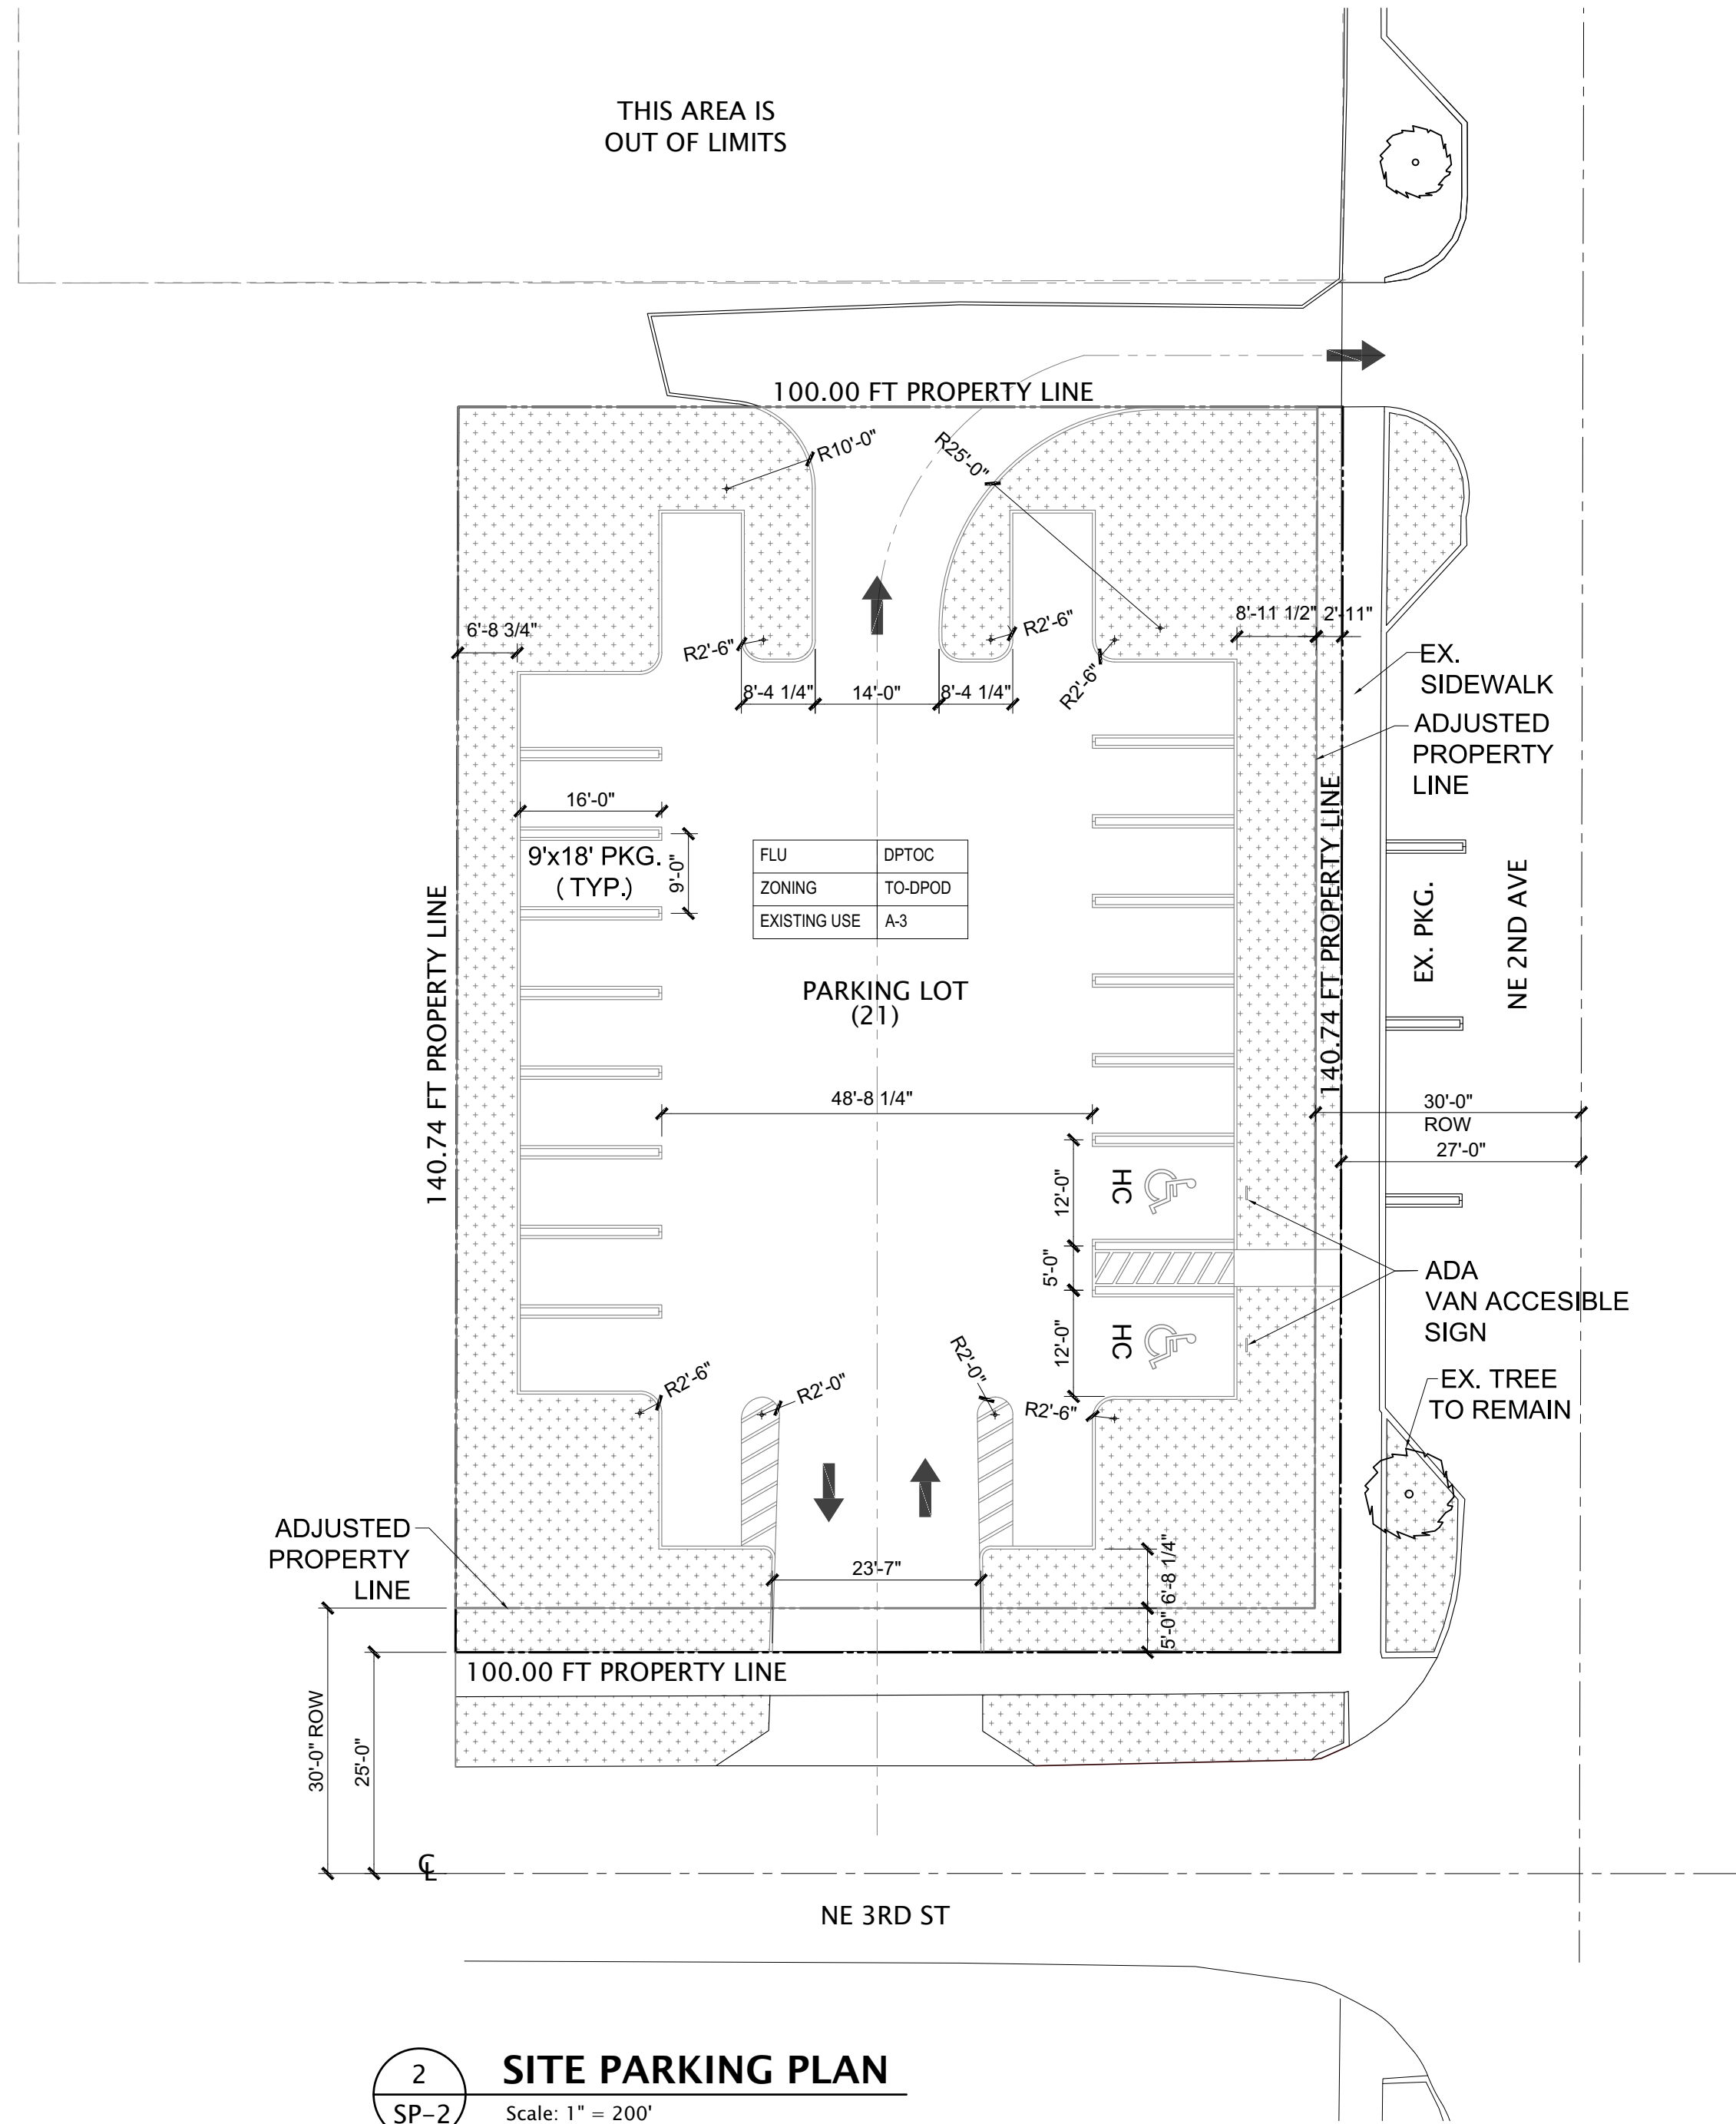 THIS AREA IS
OUT OF LIMITS
100.00 FT PROPERTY LINE
R10'-0"
R25'-0"
6'-8 3/4"
R2'-6"
R2'-6"
R2'-6"
8'-11 1/2"
2'-11"
8'-4 1/4"
14'-0"
8'-4 1/4"
EX.
SIDEWALK
ADJUSTED
PROPERTY
LINE
16'-0"
9'x18' PKG.
( TYP.)
9'-0"
FLU DPTOC
ZONING TO-DPOD
EXISTING USE A-3
PARKING LOT
(21)
140.74 FT PROPERTY LINE
140.74 FT PROPERTY LINE
EX. PKG.
NE 2ND AVE
48'-8 1/4"
30'-0"
ROW
27'-0"
12'-0"
HC
5'-0"
12'-0"
HC
ADA
VAN ACCESIBLE
SIGN
R2'-6"
R2'-0"
R2'-0"
R2'-6"
EX. TREE
TO REMAIN
ADJUSTED
PROPERTY
LINE
23'-7"
6'-8 1/4"
5'-0"
100.00 FT PROPERTY LINE
30'-0" ROW
25'-0"
CL
NE 3RD ST
2
SP-2
SITE PARKING PLAN
Scale: 1" = 200'